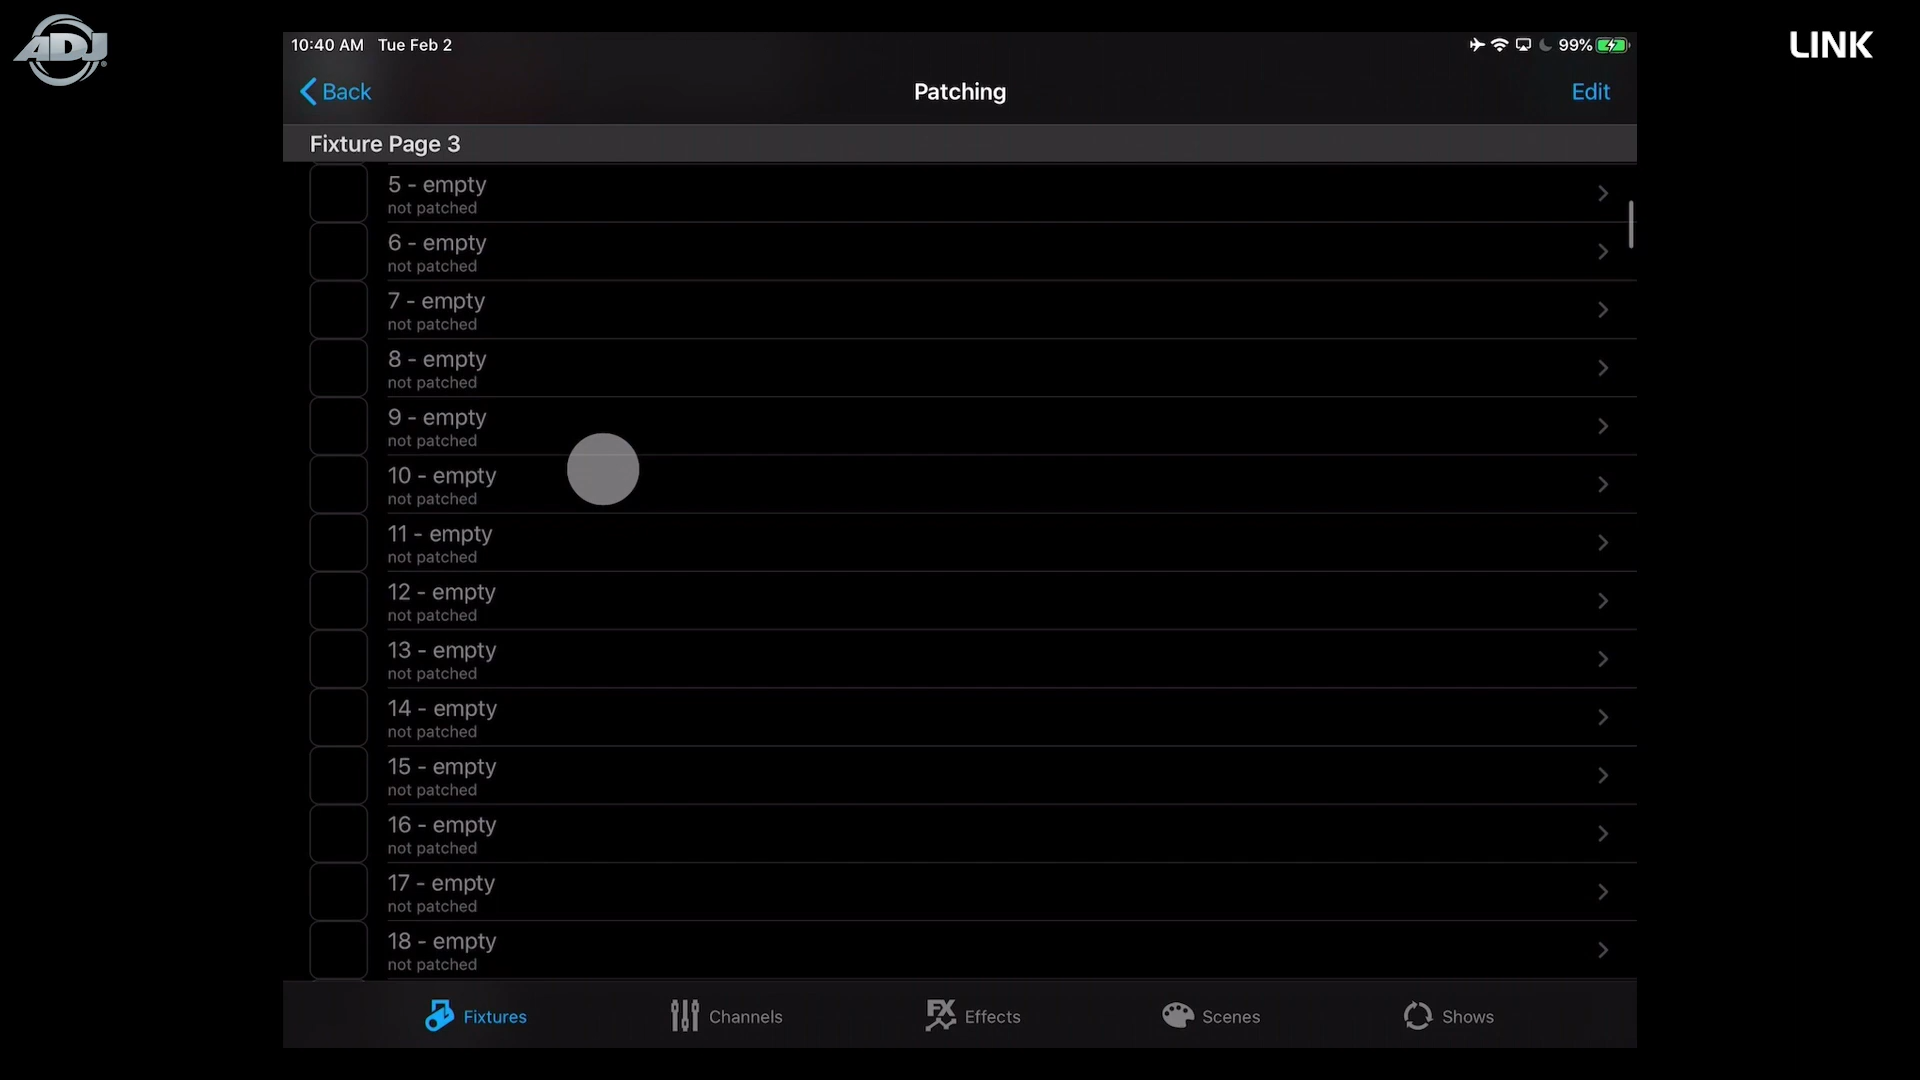 ADJ
LINK
10:40 AM Tue Feb 2
99%
Back
Patching
Edit
Fixture Page 3
5 - empty
not patched
6 - empty
not patched
7 - empty
not patched
8 - empty
not patched
9 - empty
not patched
10 - empty
not patched
11 - empty
not patched
12 - empty
not patched
13 - empty
not patched
14 - empty
not patched
15 - empty
not patched
16 - empty
not patched
17 - empty
not patched
18 - empty
not patched
Fixtures
Channels
FX Effects
Scenes
Shows